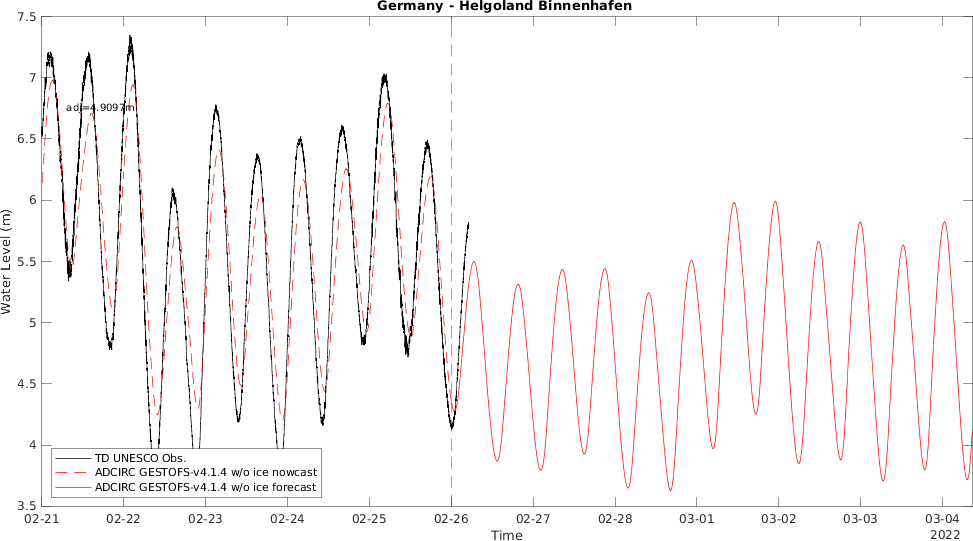 Germany - Helgoland Binnenhafen
7.5
7
6.5
6
5.5
5
4.5
4
3.5
Water Level (m)
adj=4.9097m
TD UNESCO Obs.
ADCIRC GESTOFS-v4.1.4 w/o ice nowcast
ADCIRC GESTOFS-v4.1.4 w/o ice forecast
02-21 02-22 02-23 02-24 02-25 02-26 02-27 02-28 03-01 03-02 03-03 03-04
Time
2022